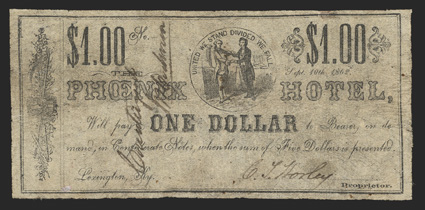 $1.00 No. UNITED WE STAND DIVIDED WE FALL $1.00
Sept. 10th, 1862.
THE
PHOENIX HOTEL,
Will pay ONE DOLLAR to Bearer, on de-
mand, in Confederate Notes, when the sum of Five Dollars is presented.
Lexington, Ky.
C. T. Worley
Proprietor.